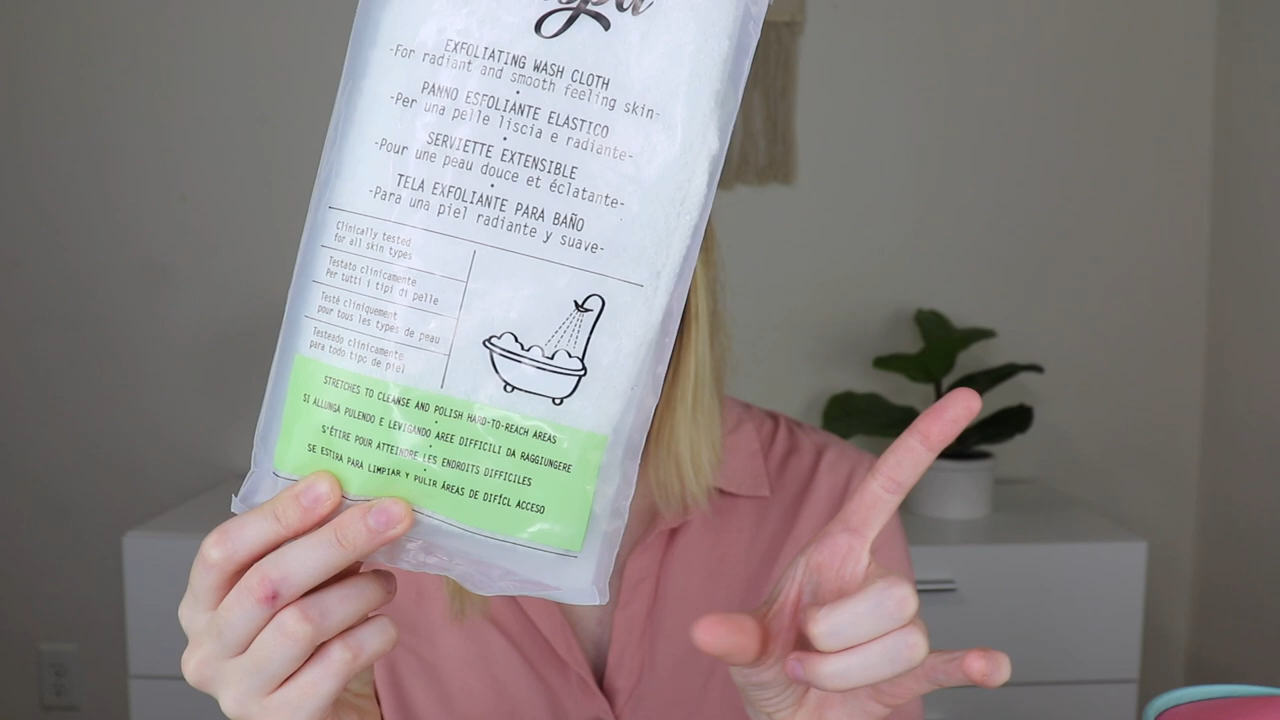 EXFOLIATING WASH CLOTH
-For radiant and smooth feeling skin-
PANNO ESFOLIANTE ELASTICO
-Per una pelle liscia e radiante-
SERVIETTE EXTENSIBLE
-Pour une peau douce et éclatante-
TELA EXFOLIANTE PARA BAÑO
-Para una piel radiante y suave-
Clinically tested
for all skin types
Testato clinicamente
Per tutti i tipi di pelle
Testé cliniquement
pour tous les types de peau
Testeado clinicamente
para todo tipo de piel
STRETCHES TO CLEANSE AND POLISH HARD-TO-REACH AREAS
SI ALLUNGA PULENDO E LEVIGANDO AREE DIFFICILI DA RAGGIUNGERE
S'ÉTIRE POUR ATTEINDRE LES ENDROITS DIFFICILES
SE ESTIRA PARA LIMPIAR Y PULIR ÁREAS DE DIFÍCL ACCESO